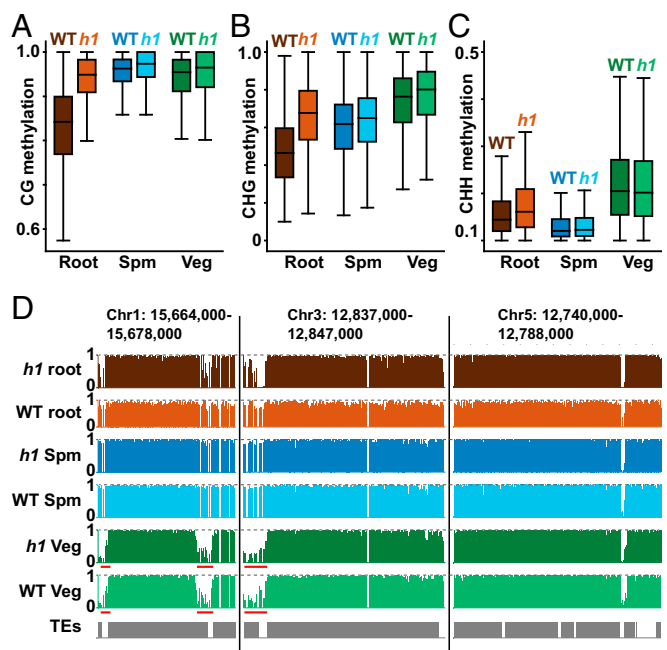 A
B
C
WT h1 WT h1 WT h1
1.0
0.6
CG methylation
Root Spm Veg
WT h1 WT h1 WT h1
1.0
0
CHG methylation
Root Spm Veg
WT h1
WT h1
WT h1
0.5
0.1
CHH methylation
Root Spm Veg
D
Chr1: 15,664,000-
15,678,000
Chr3: 12,837,000-
12,847,000
Chr5: 12,740,000-
12,788,000
1
h1 root
0
1
WT root
0
1
h1 Spm
0
1
WT Spm
0
1
h1 Veg
0
1
WT Veg
0
TEs